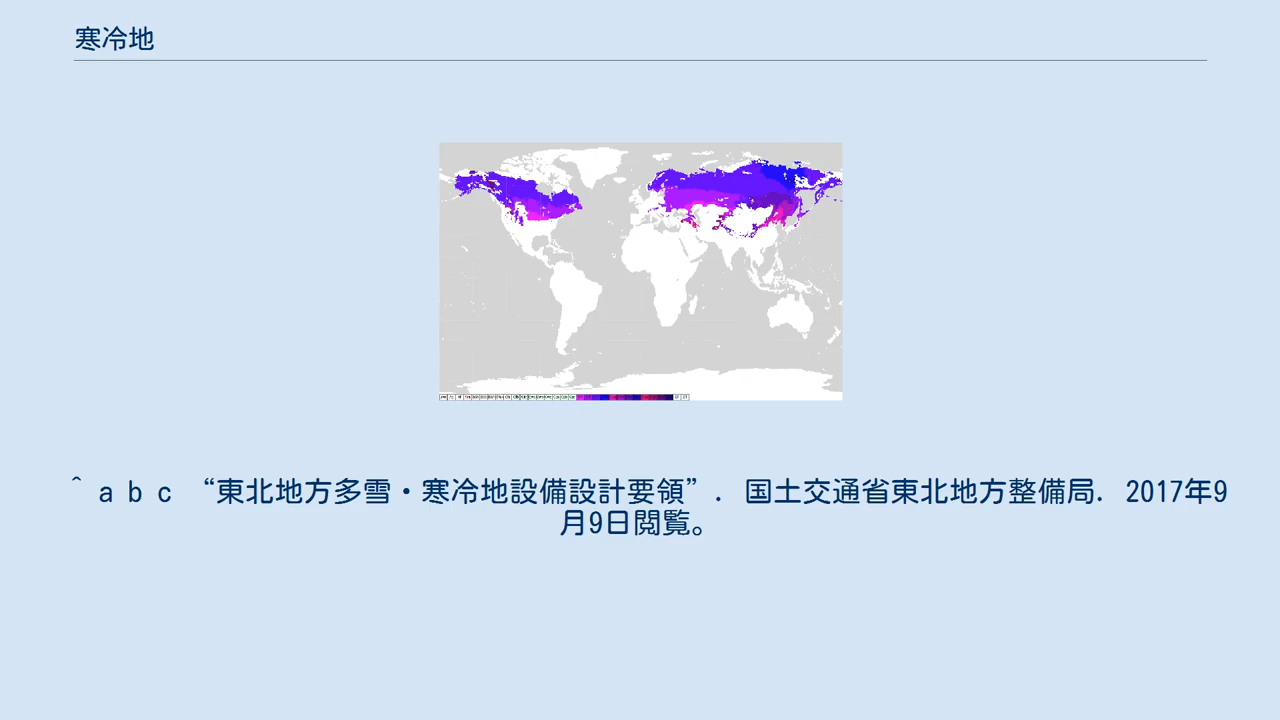 寒冷地
^ a b c “東北地方多雪・寒冷地設備設計要領”. 国土交通省東北地方整備局. 2017年9
月9日閲覧。